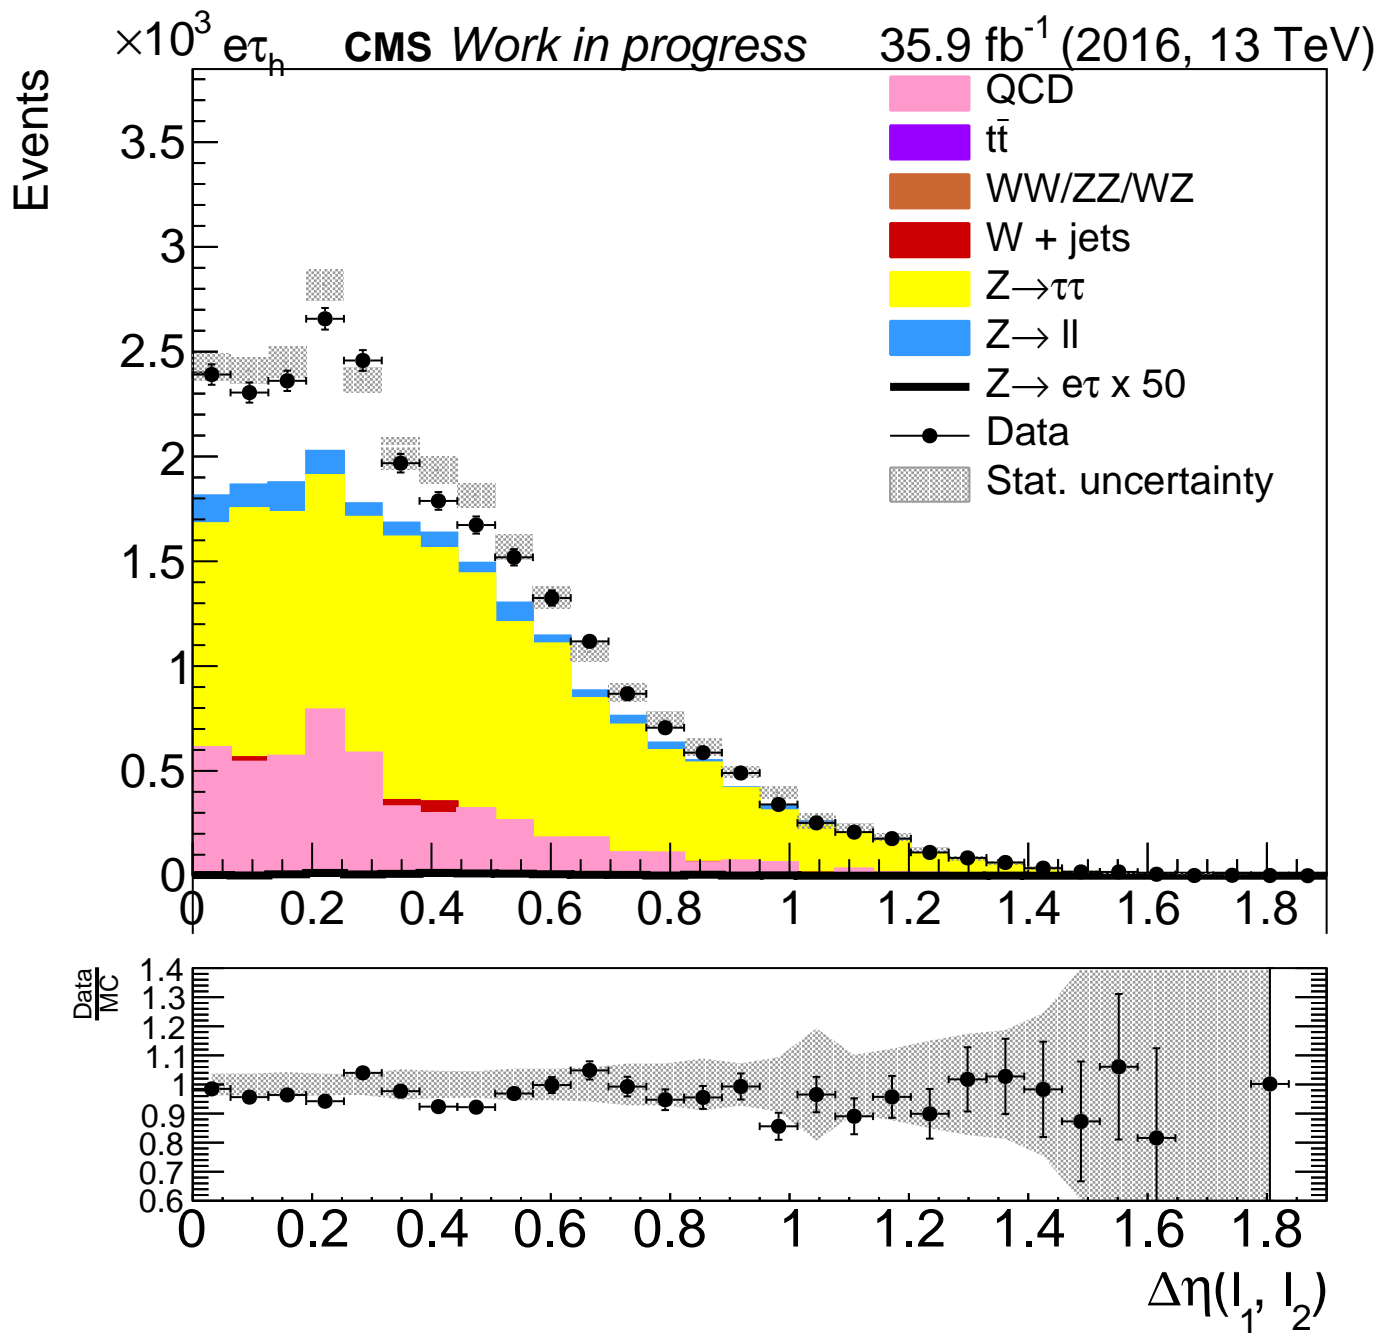 ×10³ eτₕ CMS Work in progress 35.9 fb⁻¹ (2016, 13 TeV)
Events
QCD
tt̄
WW/ZZ/WZ
W + jets
Z→ττ
Z→ ll
Z→ eτ x 50
Data
Stat. uncertainty
3.5
3
2.5
2
1.5
1
0.5
0
0 0.2 0.4 0.6 0.8 1 1.2 1.4 1.6 1.8
Data
MC
1.4
1.3
1.2
1.1
1
0.9
0.8
0.7
0.6
0 0.2 0.4 0.6 0.8 1 1.2 1.4 1.6 1.8
Δη(l₁, l₂)